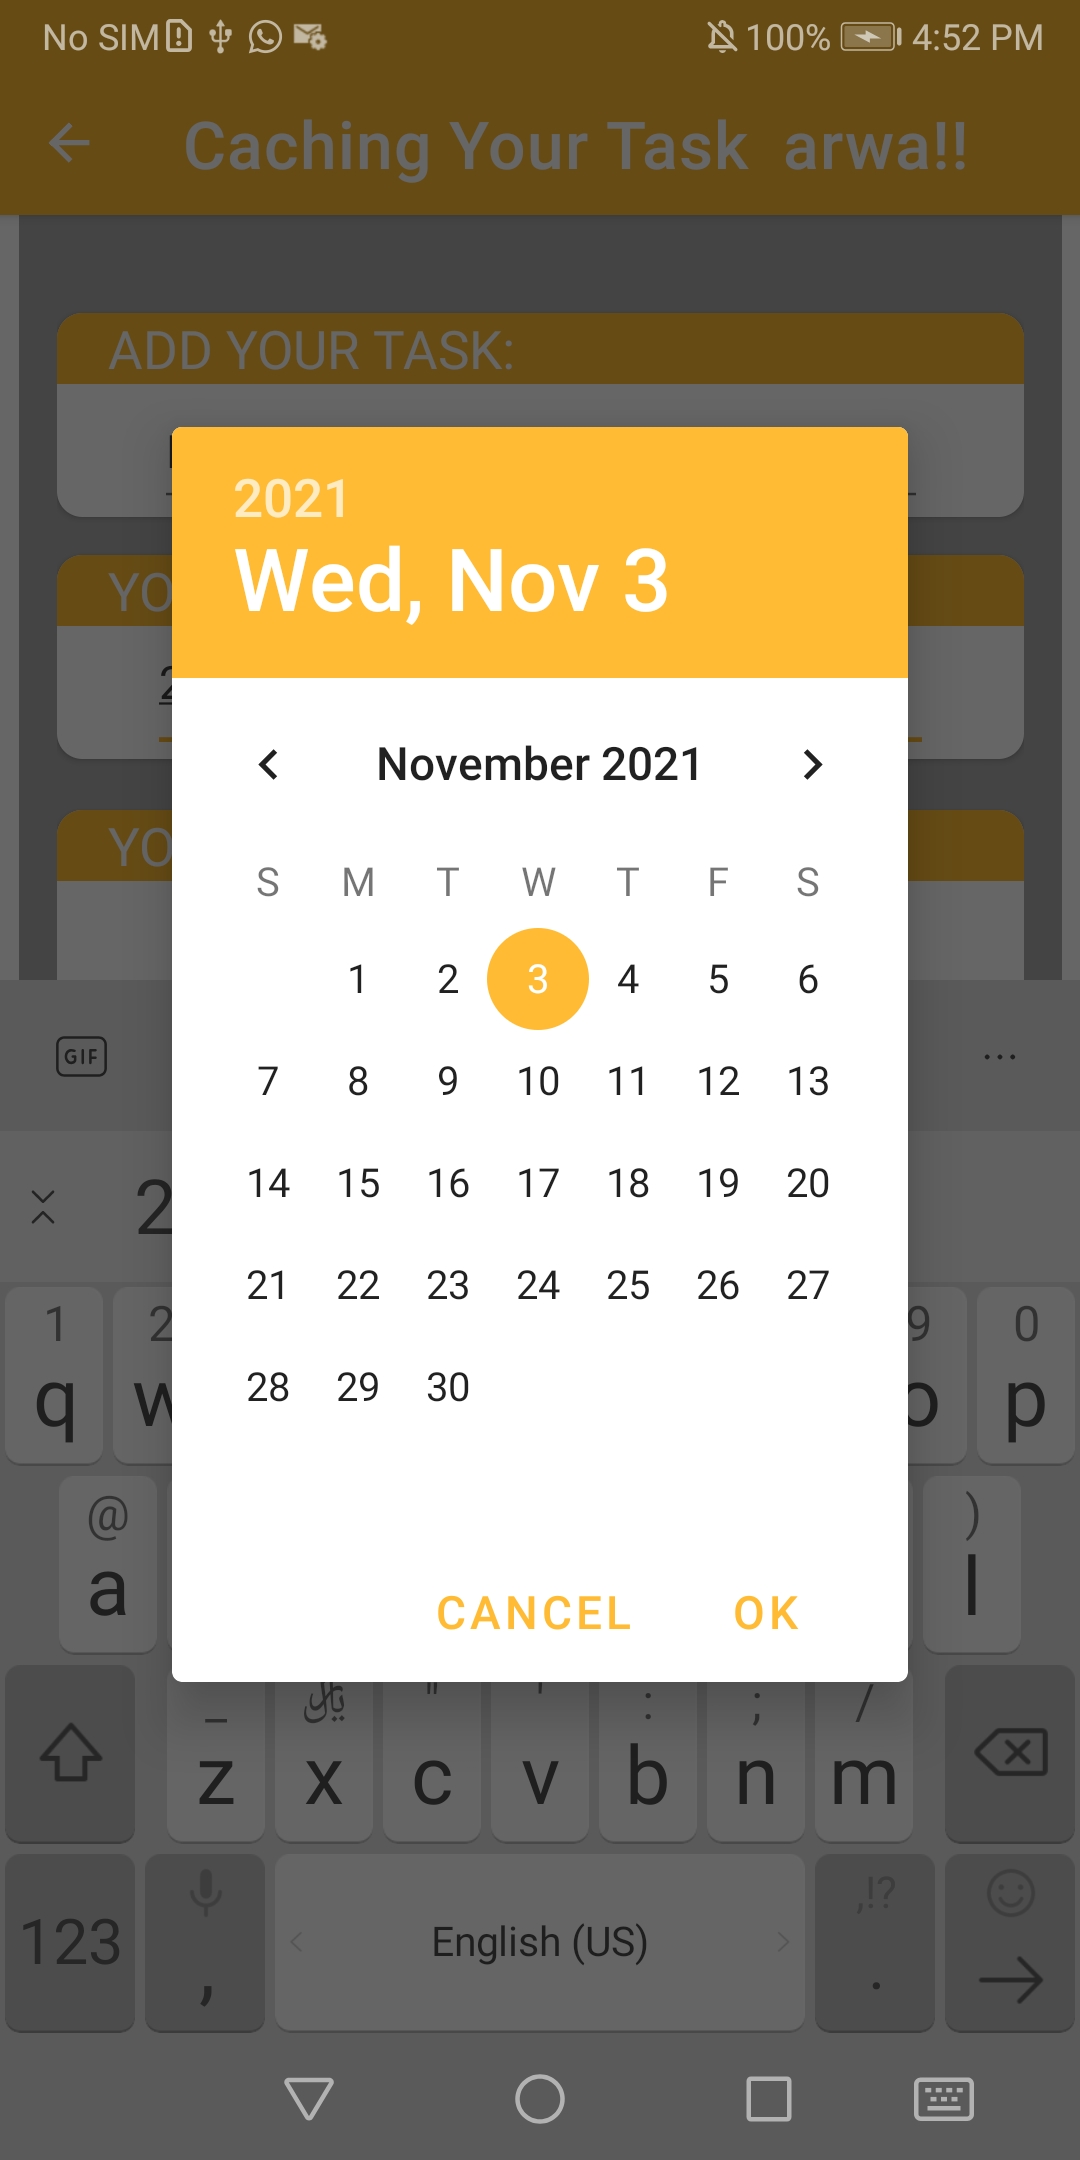 No SIM 100% 4:52 PM
Caching Your Task arwa!!
ADD YOUR TASK:
2021
Wed, Nov 3
November 2021
S M T W T F S
1 2 3 4 5 6
7 8 9 10 11 12 13
14 15 16 17 18 19 20
21 22 23 24 25 26 27
28 29 30
CANCEL OK
YO
2
YO
GIF ...
2
1 2 9 0
q w o p
@ )
a l
_ ﷼ " ' : ; /
z x c v b n m
,!?
123 , English (US) .